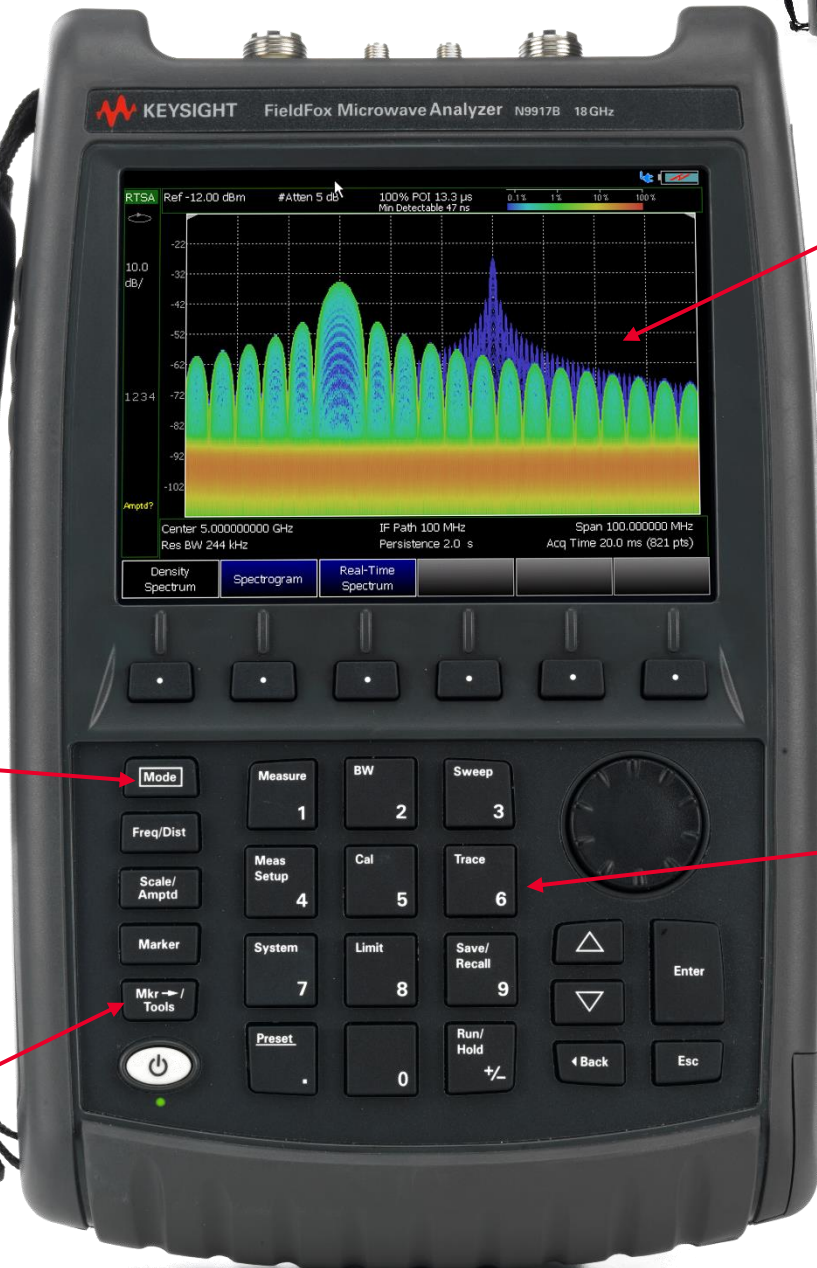 KEYSIGHT FieldFox Microwave Analyzer N9917B 18 GHz
RTSA Ref -12.00 dBm #Atten 5 dB 100% POI 13.3 µs 0.1% 1% 10% 100%
Min Detectable 47 ns
10.0
dB/
-22
-32
-42
-52
-62
1234
-72
-82
-92
-102
Amptd?
Center 5.000000000 GHz IF Path 100 MHz Span 100.000000 MHz
Res BW 244 kHz Persistence 2.0 s Acq Time 20.0 ms (821 pts)
Density
Spectrum
Spectrogram
Real-Time
Spectrum
Mode
Measure
1
BW
2
Sweep
3
Freq/Dist
Scale/
Amptd
Meas
Setup
4
Cal
5
Trace
6
Marker
System
7
Limit
8
Save/
Recall
9
Enter
Mkr→/
Tools
Preset
.
0
Run/
Hold
+/_
Back
Esc